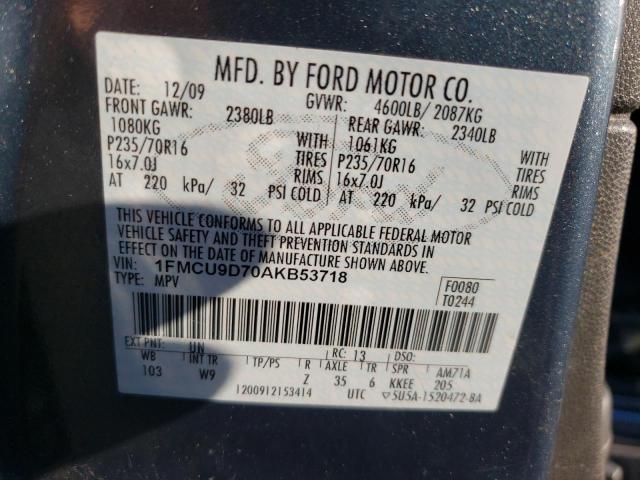 MFD. BY FORD MOTOR CO.
DATE: 12/09 GVWR: 4600LB/ 2087KG
FRONT GAWR: 2380LB REAR GAWR: 2340LB
1080KG WITH 1061KG WITH
P235/70R16 TIRES P235/70R16 TIRES
16x7.0J RIMS 16x7.0J RIMS
AT 220 kPa/ 32 PSI COLD AT 220 kPa/ 32 PSI COLD
THIS VEHICLE CONFORMS TO ALL APPLICABLE FEDERAL MOTOR
VEHICLE SAFETY AND THEFT PREVENTION STANDARDS IN
EFFECT ON THE DATE OF MANUFACTURE SHOWN ABOVE.
VIN: 1FMCU9D70AKB53718 F0080
TYPE: MPV T0244
EXT PNT: UN RC: 13 DSO:
WB INT TR TP/PS R AXLE TR SPR AM71A
103 W9 Z 35 6 KKEE 205
1200912153414 UTC ▽5U5A-1520472-BA